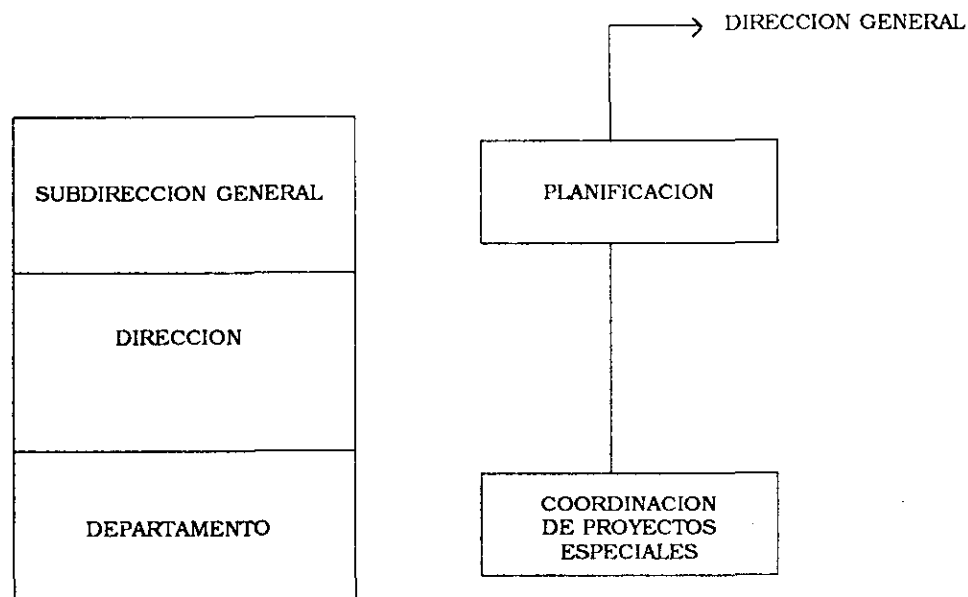 DIRECCION GENERAL
SUBDIRECCION GENERAL
PLANIFICACION
DIRECCION
DEPARTAMENTO
COORDINACION
DE PROYECTOS
ESPECIALES